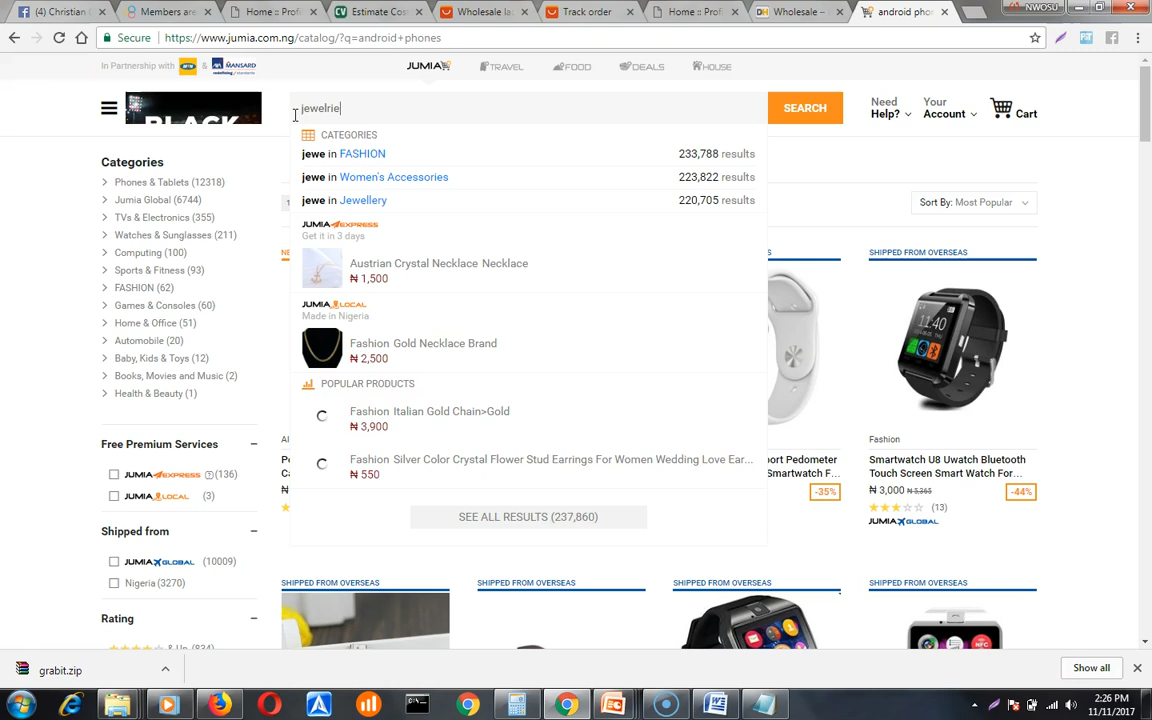 (4) Christian C
Members are
Home :: Profi
Estimate Cost
Wholesale la
Track order
Home :: Profi
Wholesale –
android pho
NWOSU
Secure
https://www.jumia.com.ng/catalog/?q=android+phones
In Partnership with MTN & AXA MANSARD
JUMIA
TRAVEL
FOOD
DEALS
HOUSE
BLACK
jewelrie
SEARCH
Need Help?
Your Account
Cart
CATEGORIES
jewe in FASHION 233,788 results
jewe in Women's Accessories 223,822 results
jewe in Jewellery 220,705 results
JUMIA EXPRESS
Get it in 3 days
Austrian Crystal Necklace Necklace
₦ 1,500
JUMIA LOCAL
Made in Nigeria
Fashion Gold Necklace Brand
₦ 2,500
POPULAR PRODUCTS
Fashion Italian Gold Chain>Gold
₦ 3,900
Fashion Silver Color Crystal Flower Stud Earrings For Women Wedding Love Ear...
₦ 550
SEE ALL RESULTS (237,860)
Categories
Phones & Tablets (12318)
Jumia Global (6744)
TVs & Electronics (355)
Watches & Sunglasses (211)
Computing (100)
Sports & Fitness (93)
FASHION (62)
Games & Consoles (60)
Home & Office (51)
Automobile (20)
Baby, Kids & Toys (12)
Books, Movies and Music (2)
Health & Beauty (1)
Free Premium Services
JUMIA EXPRESS (136)
JUMIA LOCAL (3)
Shipped from
JUMIA GLOBAL (10009)
Nigeria (3270)
Rating
& Up (834)
Sort By: Most Popular
SHIPPED FROM OVERSEAS
11:40
port Pedometer
Smartwatch F...
-35%
Fashion
Smartwatch U8 Uwatch Bluetooth
Touch Screen Smart Watch For...
₦ 3,000 ₦ 5,365
-44%
(13)
JUMIA GLOBAL
SHIPPED FROM OVERSEAS
SHIPPED FROM OVERSEAS
SHIPPED FROM OVERSEAS
SHIPPED FROM OVERSEAS
grabit.zip
Show all
2:26 PM
11/11/2017